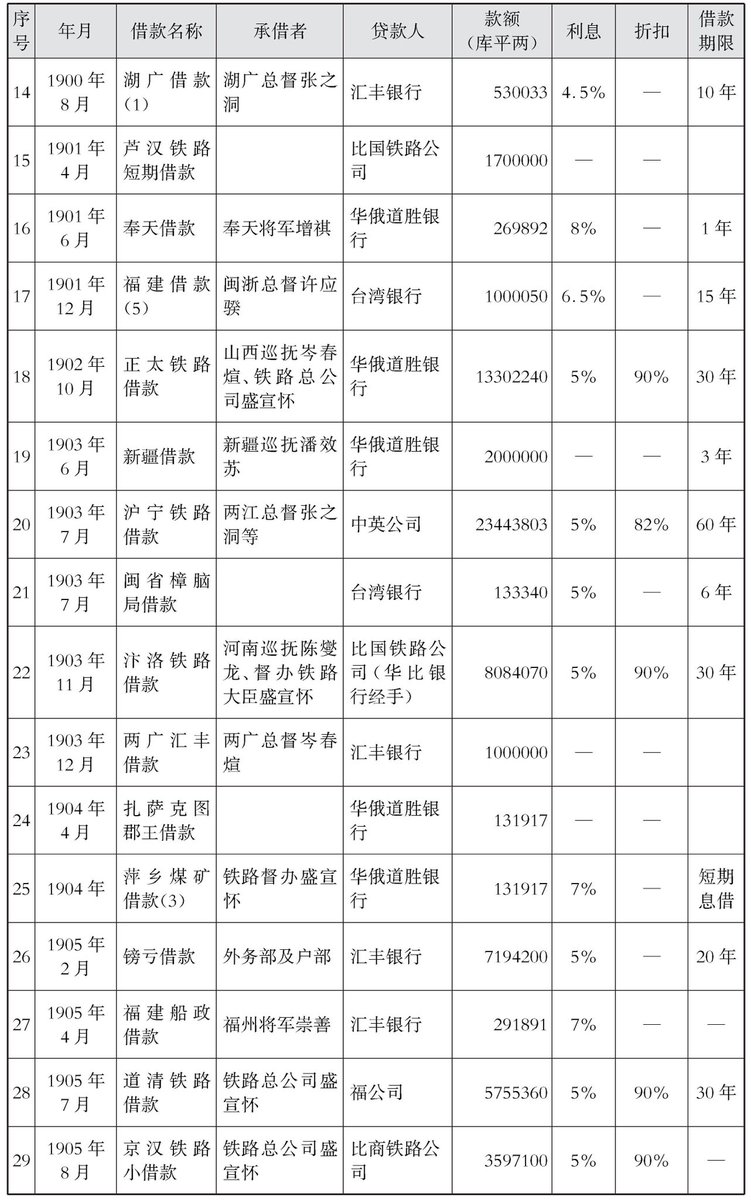 序号 年月 借款名称 承借者 贷款人 款额（库平两） 利息 折扣 借款期限
14 1900年8月 湖广借款(1) 湖广总督张之洞 汇丰银行 530033 4.5% — 10年
15 1901年4月 芦汉铁路短期借款 比国铁路公司 1700000 — —
16 1901年6月 奉天借款 奉天将军增祺 华俄道胜银行 269892 8% — 1年
17 1901年12月 福建借款(5) 闽浙总督许应骙 台湾银行 1000050 6.5% — 15年
18 1902年10月 正太铁路借款 山西巡抚岑春煊、铁路总公司盛宣怀 华俄道胜银行 13302240 5% 90% 30年
19 1903年6月 新疆借款 新疆巡抚潘效苏 华俄道胜银行 2000000 — — 3年
20 1903年7月 沪宁铁路借款 两江总督张之洞等 中英公司 23443803 5% 82% 60年
21 1903年7月 闽省樟脑局借款 台湾银行 133340 5% — 6年
22 1903年11月 汴洛铁路借款 河南巡抚陈夔龙、督办铁路大臣盛宣怀 比国铁路公司（华比银行经手） 8084070 5% 90% 30年
23 1903年12月 两广汇丰借款 两广总督岑春煊 汇丰银行 1000000 — —
24 1904年4月 扎萨克图郡王借款 华俄道胜银行 131917 — —
25 1904年 萍乡煤矿借款(3) 铁路督办盛宣怀 华俄道胜银行 131917 7% — 短期息借
26 1905年2月 镑亏借款 外务部及户部 汇丰银行 7194200 5% — 20年
27 1905年4月 福建船政借款 福州将军崇善 汇丰银行 291891 7% — —
28 1905年7月 道清铁路借款 铁路总公司盛宣怀 福公司 5755360 5% 90% 30年
29 1905年8月 京汉铁路小借款 铁路总公司盛宣怀 比商铁路公司 3597100 5% 90% —